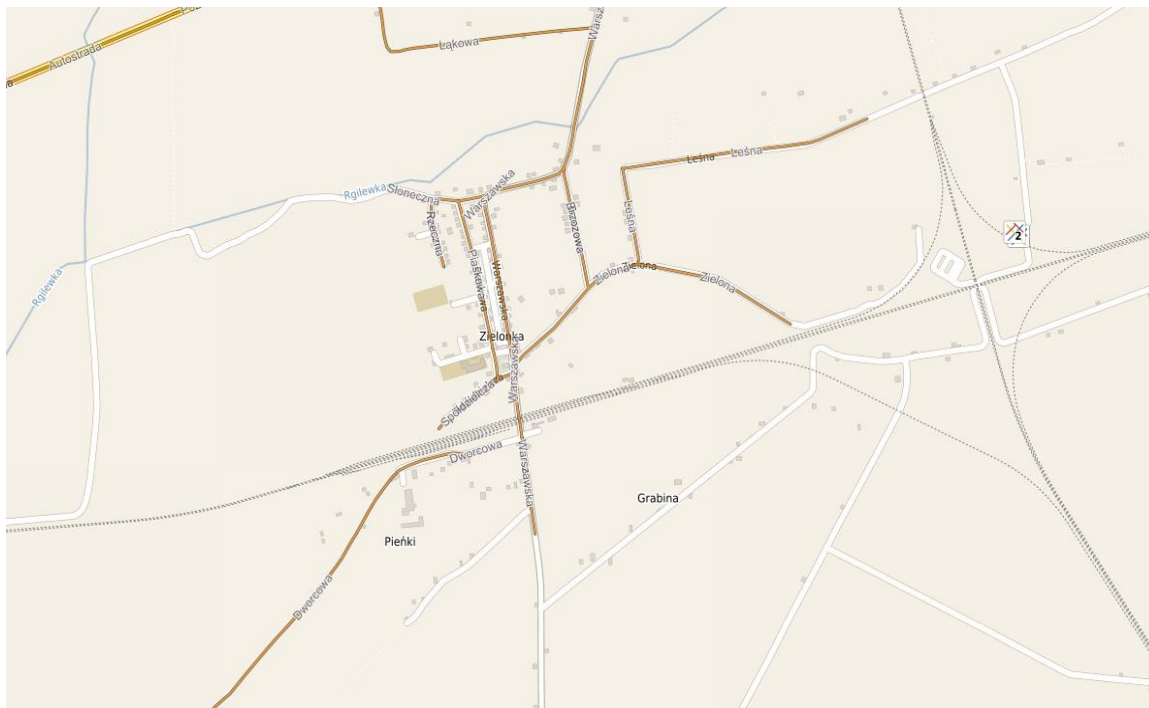 Autostrada
Łąkowa
Rgilewka
Słoneczna
Warszawska
Leśna
Leśna
Rzeczna
Brzozowa
Leśna
2
Rgilewka
Piaskowa
Warszawska
Zielona
Zielona
Zielona
Zielonka
Warszawska
Spółdzielcza
Dworcowa
Warszawska
Grabina
Pieńki
Dworcowa